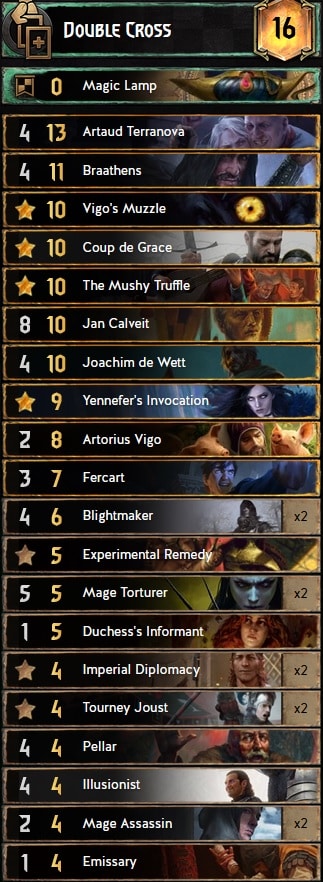 Double Cross 16
0 Magic Lamp
4 13 Artaud Terranova
4 11 Braathens
10 Vigo's Muzzle
10 Coup de Grace
10 The Mushy Truffle
8 10 Jan Calveit
4 10 Joachim de Wett
9 Yennefer's Invocation
2 8 Artorius Vigo
3 7 Fercart
4 6 Blightmaker x2
5 Experimental Remedy
5 5 Mage Torturer x2
1 5 Duchess's Informant
4 Imperial Diplomacy x2
4 Tourney Joust x2
4 4 Pellar
4 4 Illusionist
2 4 Mage Assassin x2
1 4 Emissary